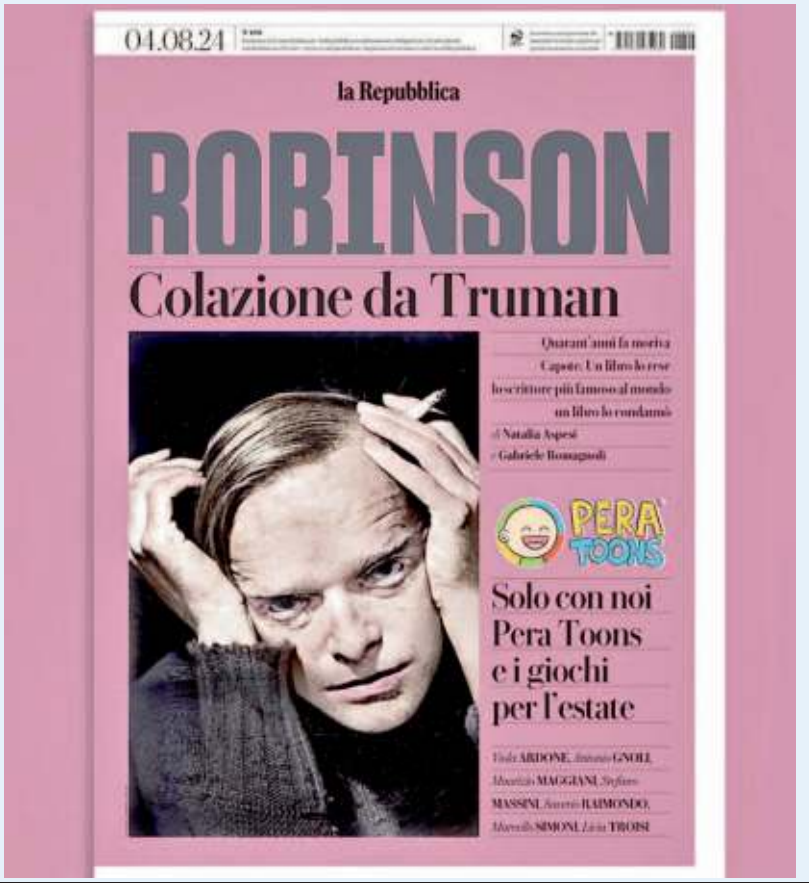 04.08.24
la Repubblica
ROBINSON
Colazione da Truman
Quarant'anni fa moriva
Capote. Un libro lo rese
lo scrittore più famoso al mondo
un libro lo condannò
di Natalia Aspesi
e Gabriele Romagnoli
PERA
TOONS
Solo con noi
Pera Toons
e i giochi
per l'estate
Viola ARDONE, Antonio GNOLI,
Maurizio MAGGIANI, Stefano
MASSINI, Saverio RAIMONDO,
Marcello SIMONI, Licia TROISI